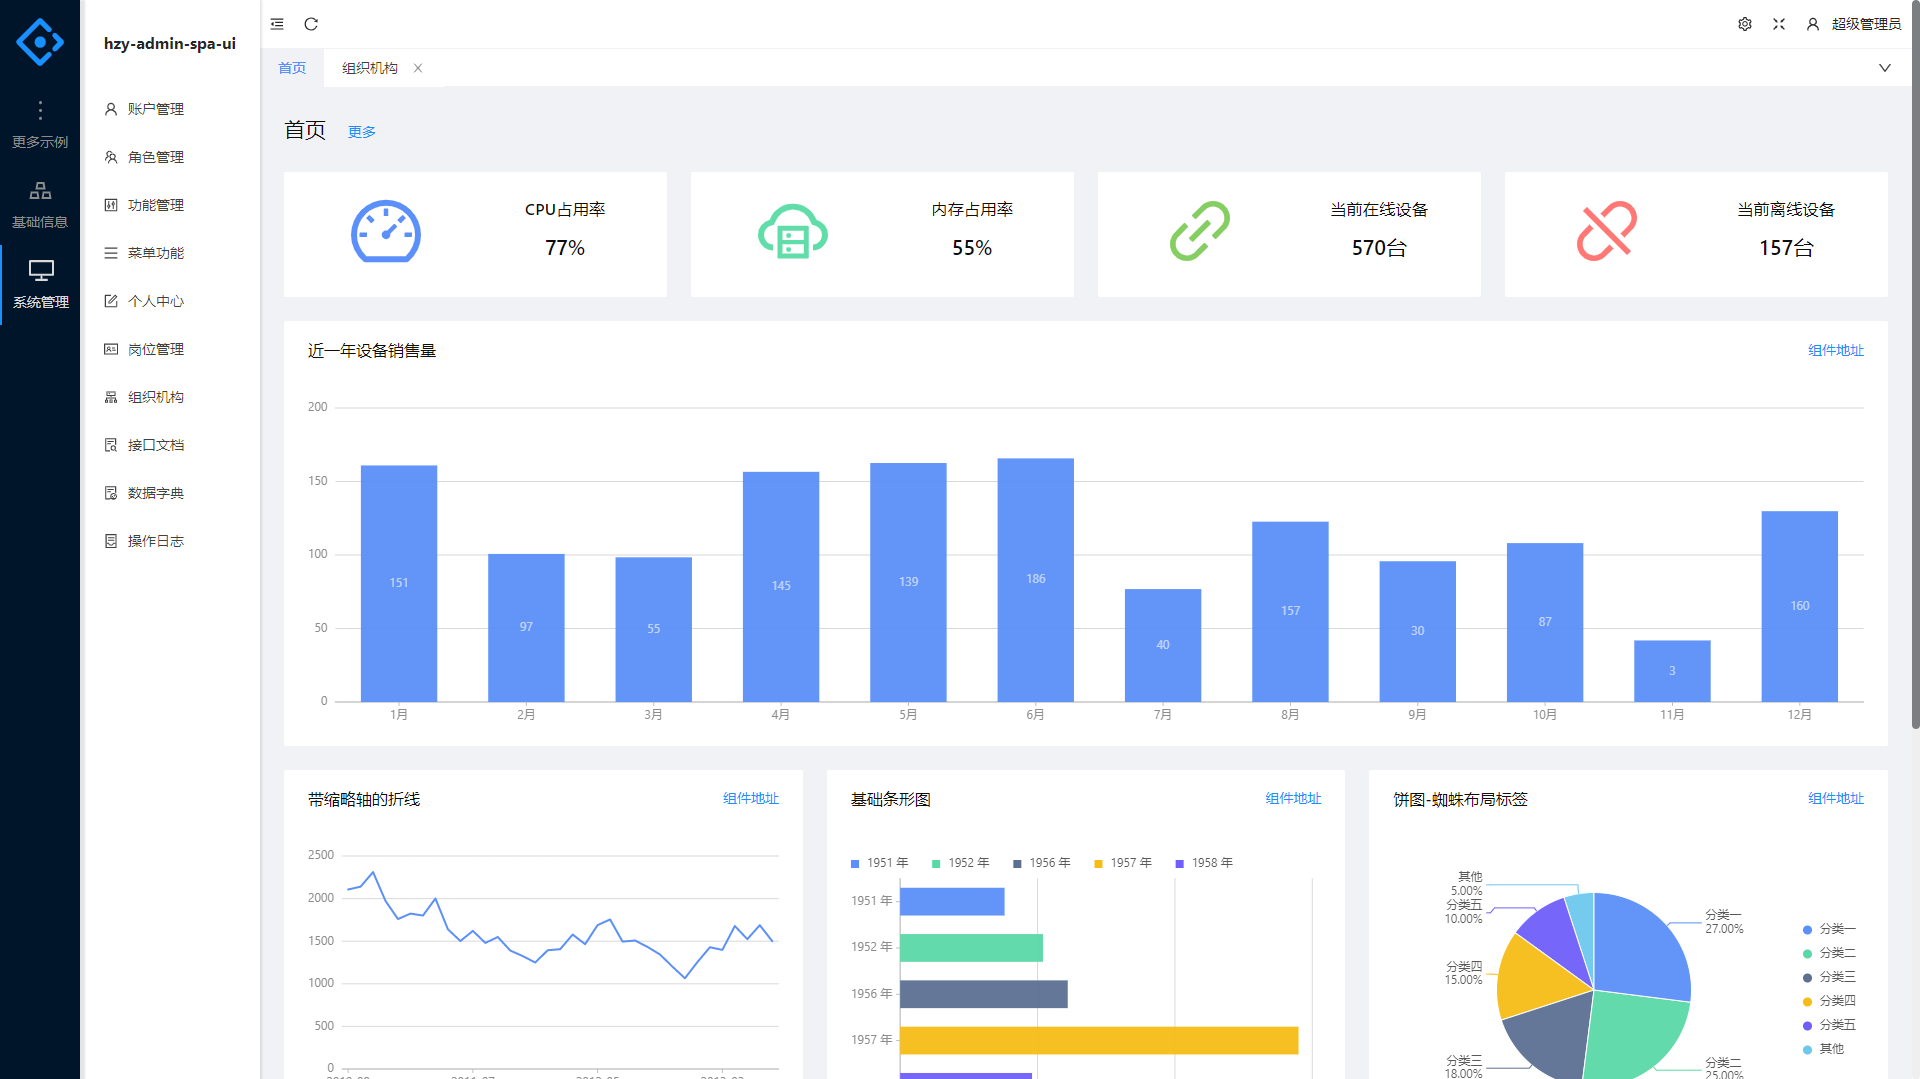 hzy-admin-spa-ui
超级管理员
首页
组织机构
更多示例
基础信息
系统管理
账户管理
角色管理
功能管理
菜单功能
个人中心
岗位管理
组织机构
接口文档
数据字典
操作日志
首页 更多
CPU占用率
77%
内存占用率
55%
当前在线设备
570台
当前离线设备
157台
近一年设备销售量 组件地址
200
150
100
50
0
151
97
55
145
139
186
40
157
30
87
3
160
1月 2月 3月 4月 5月 6月 7月 8月 9月 10月 11月 12月
带缩略轴的折线 组件地址
2500
2000
1500
1000
500
0
基础条形图 组件地址
1951 年 1952 年 1956 年 1957 年 1958 年
1951 年
1952 年
1956 年
1957 年
饼图-蜘蛛布局标签 组件地址
其他
5.00%
分类五
10.00%
分类四
15.00%
分类三
18.00%
分类一
27.00%
分类二
25.00%
分类一
分类二
分类三
分类四
分类五
其他